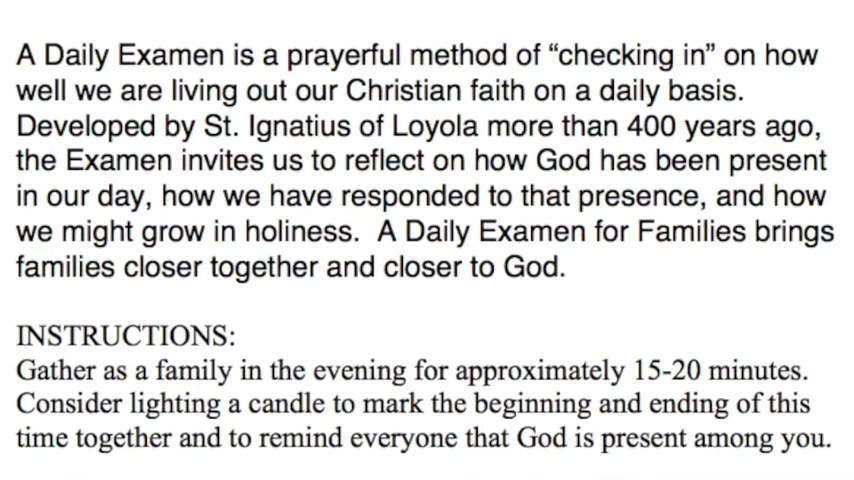 A Daily Examen is a prayerful method of “checking in” on how
well we are living out our Christian faith on a daily basis.
Developed by St. Ignatius of Loyola more than 400 years ago,
the Examen invites us to reflect on how God has been present
in our day, how we have responded to that presence, and how
we might grow in holiness.  A Daily Examen for Families brings
families closer together and closer to God.
INSTRUCTIONS:
Gather as a family in the evening for approximately 15-20 minutes.
Consider lighting a candle to mark the beginning and ending of this
time together and to remind everyone that God is present among you.